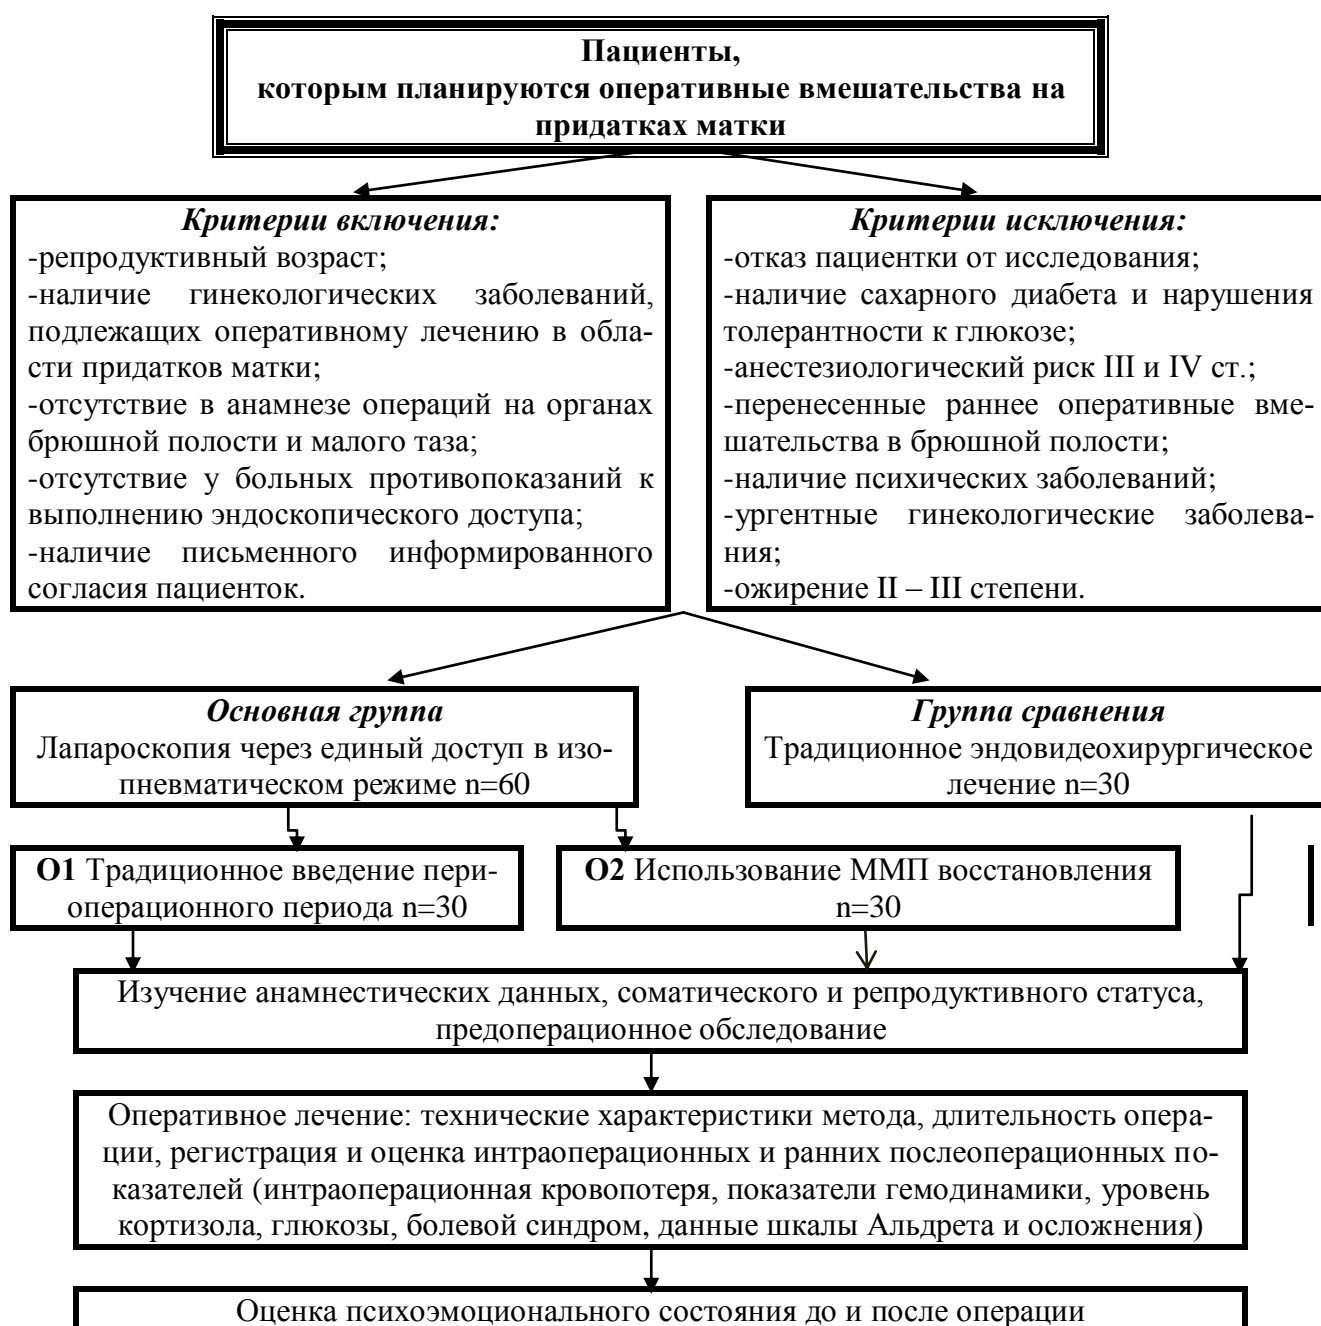 Пациенты,
которым планируются оперативные вмешательства на
придатках матки
Критерии включения:
-репродуктивный возраст;
-наличие гинекологических заболеваний,
подлежащих оперативному лечению в обла-
сти придатков матки;
-отсутствие в анамнезе операций на органах
брюшной полости и малого таза;
-отсутствие у больных противопоказаний к
выполнению эндоскопического доступа;
-наличие письменного информированного
согласия пациенток.
Критерии исключения:
-отказ пациентки от исследования;
-наличие сахарного диабета и нарушения
толерантности к глюкозе;
-анестезиологический риск III и IV ст.;
-перенесенные раннее оперативные вме-
шательства в брюшной полости;
-наличие психических заболеваний;
-ургентные гинекологические заболева-
ния;
-ожирение II – III степени.
Основная группа
Лапароскопия через единый доступ в изо-
пневматическом режиме n=60
Группа сравнения
Традиционное эндовидеохирургическое
лечение n=30
О1 Традиционное введение пери-
операционного периода n=30
О2 Использование ММП восстановления
n=30
Изучение анамнестических данных, соматического и репродуктивного статуса,
предоперационное обследование
Оперативное лечение: технические характеристики метода, длительность опера-
ции, регистрация и оценка интраоперационных и ранних послеоперационных по-
казателей (интраоперационная кровопотеря, показатели гемодинамики, уровень
кортизола, глюкозы, болевой синдром, данные шкалы Альдрета и осложнения)
Оценка психоэмоционального состояния до и после операции